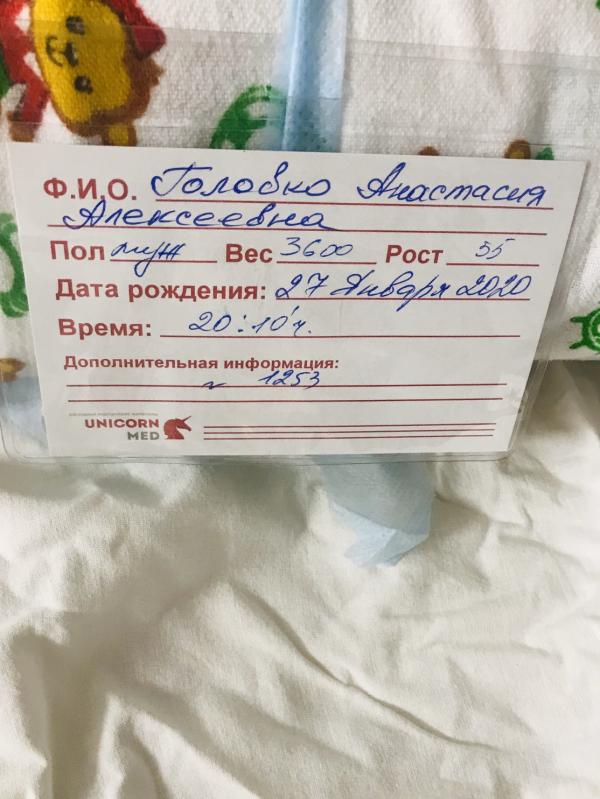 Ф.И.О. Головко Анастасия
Алексеевна
Пол муж Вес 3600 Рост 55
Дата рождения: 27 Января 2020
Время: 20:10 ч.
Дополнительная информация:
~ 1253
UNICORN
MED